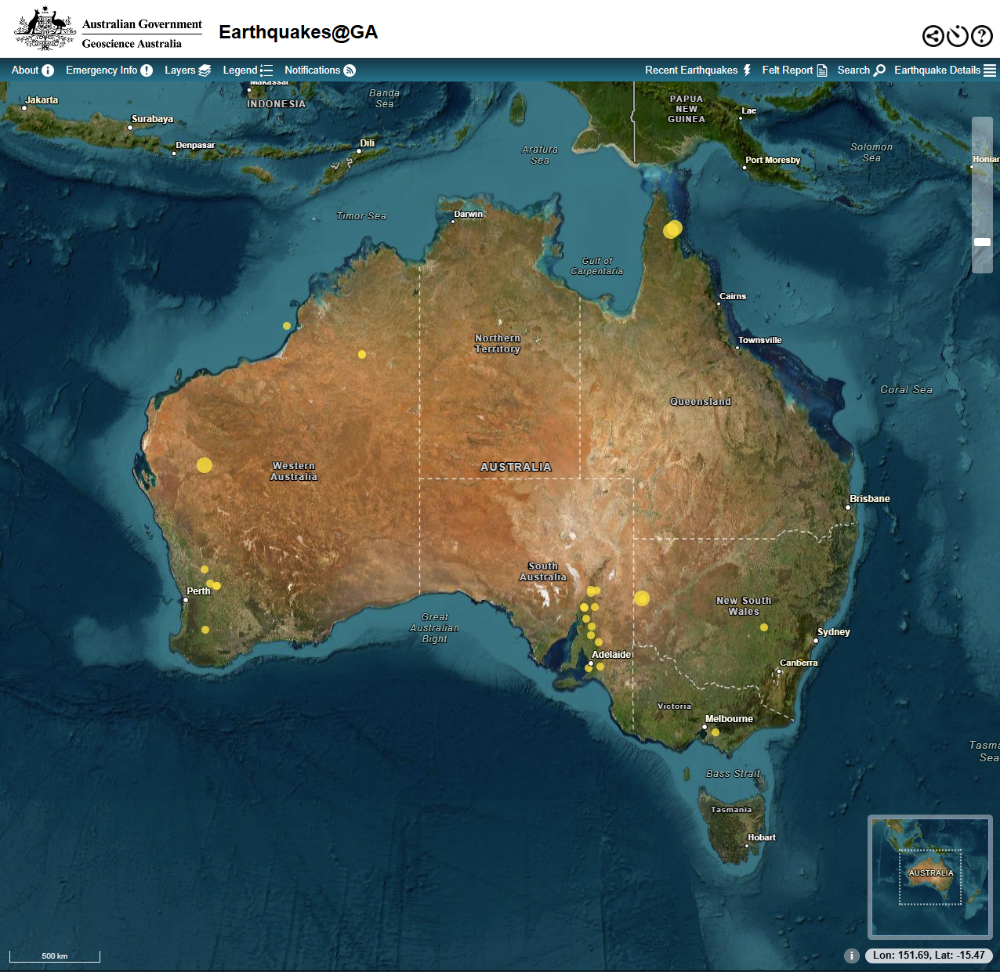 Australian Government
Geoscience Australia
Earthquakes@GA
About
Emergency Info
Layers
Legend
Notifications
Recent Earthquakes
Felt Report
Search
Earthquake Details
Makassar
Jakarta
INDONESIA
Banda
Sea
PAPUA
NEW
GUINEA
Lae
Surabaya
Denpasar
Dili
Arafura
Sea
Solomon
Sea
Port Moresby
Honiar
Timor Sea
Darwin
Gulf of
Carpentaria
Cairns
Northern
Territory
Townsville
Coral Sea
Queensland
Western
Australia
AUSTRALIA
Brisbane
South
Australia
Perth
New South
Wales
Great
Australian
Bight
Sydney
Adelaide
Canberra
Victoria
Melbourne
Tasma
Sea
Bass Strait
Tasmania
Hobart
AUSTRALIA
500 km
i
Lon: 151.69, Lat: -15.47